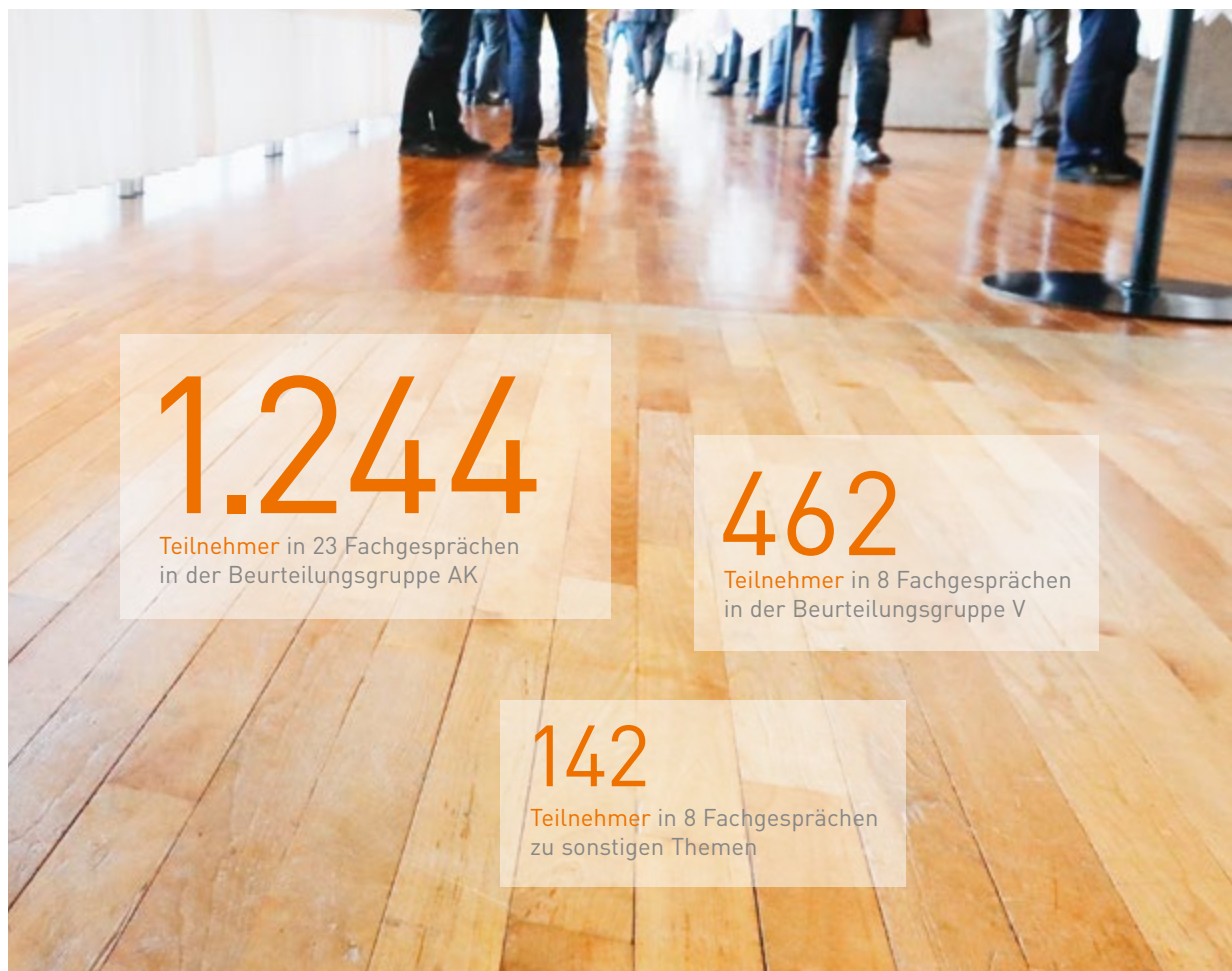 1.244
Teilnehmer in 23 Fachgesprächen
in der Beurteilungsgruppe AK
462
Teilnehmer in 8 Fachgesprächen
in der Beurteilungsgruppe V
142
Teilnehmer in 8 Fachgesprächen
zu sonstigen Themen